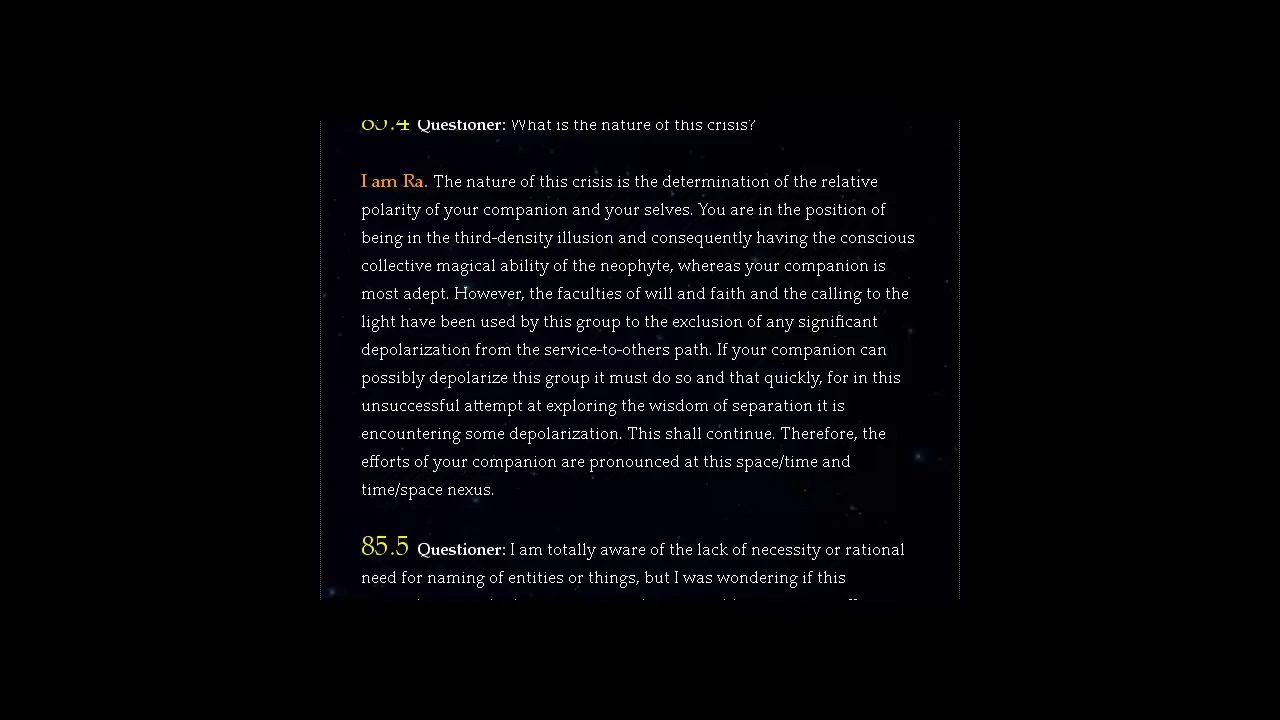 85.4 Questioner: What is the nature of this crisis?
I am Ra. The nature of this crisis is the determination of the relative
polarity of your companion and your selves. You are in the position of
being in the third-density illusion and consequently having the conscious
collective magical ability of the neophyte, whereas your companion is
most adept. However, the faculties of will and faith and the calling to the
light have been used by this group to the exclusion of any significant
depolarization from the service-to-others path. If your companion can
possibly depolarize this group it must do so and that quickly, for in this
unsuccessful attempt at exploring the wisdom of separation it is
encountering some depolarization. This shall continue. Therefore, the
efforts of your companion are pronounced at this space/time and
time/space nexus.
85.5 Questioner: I am totally aware of the lack of necessity or rational
need for naming of entities or things, but I was wondering if this